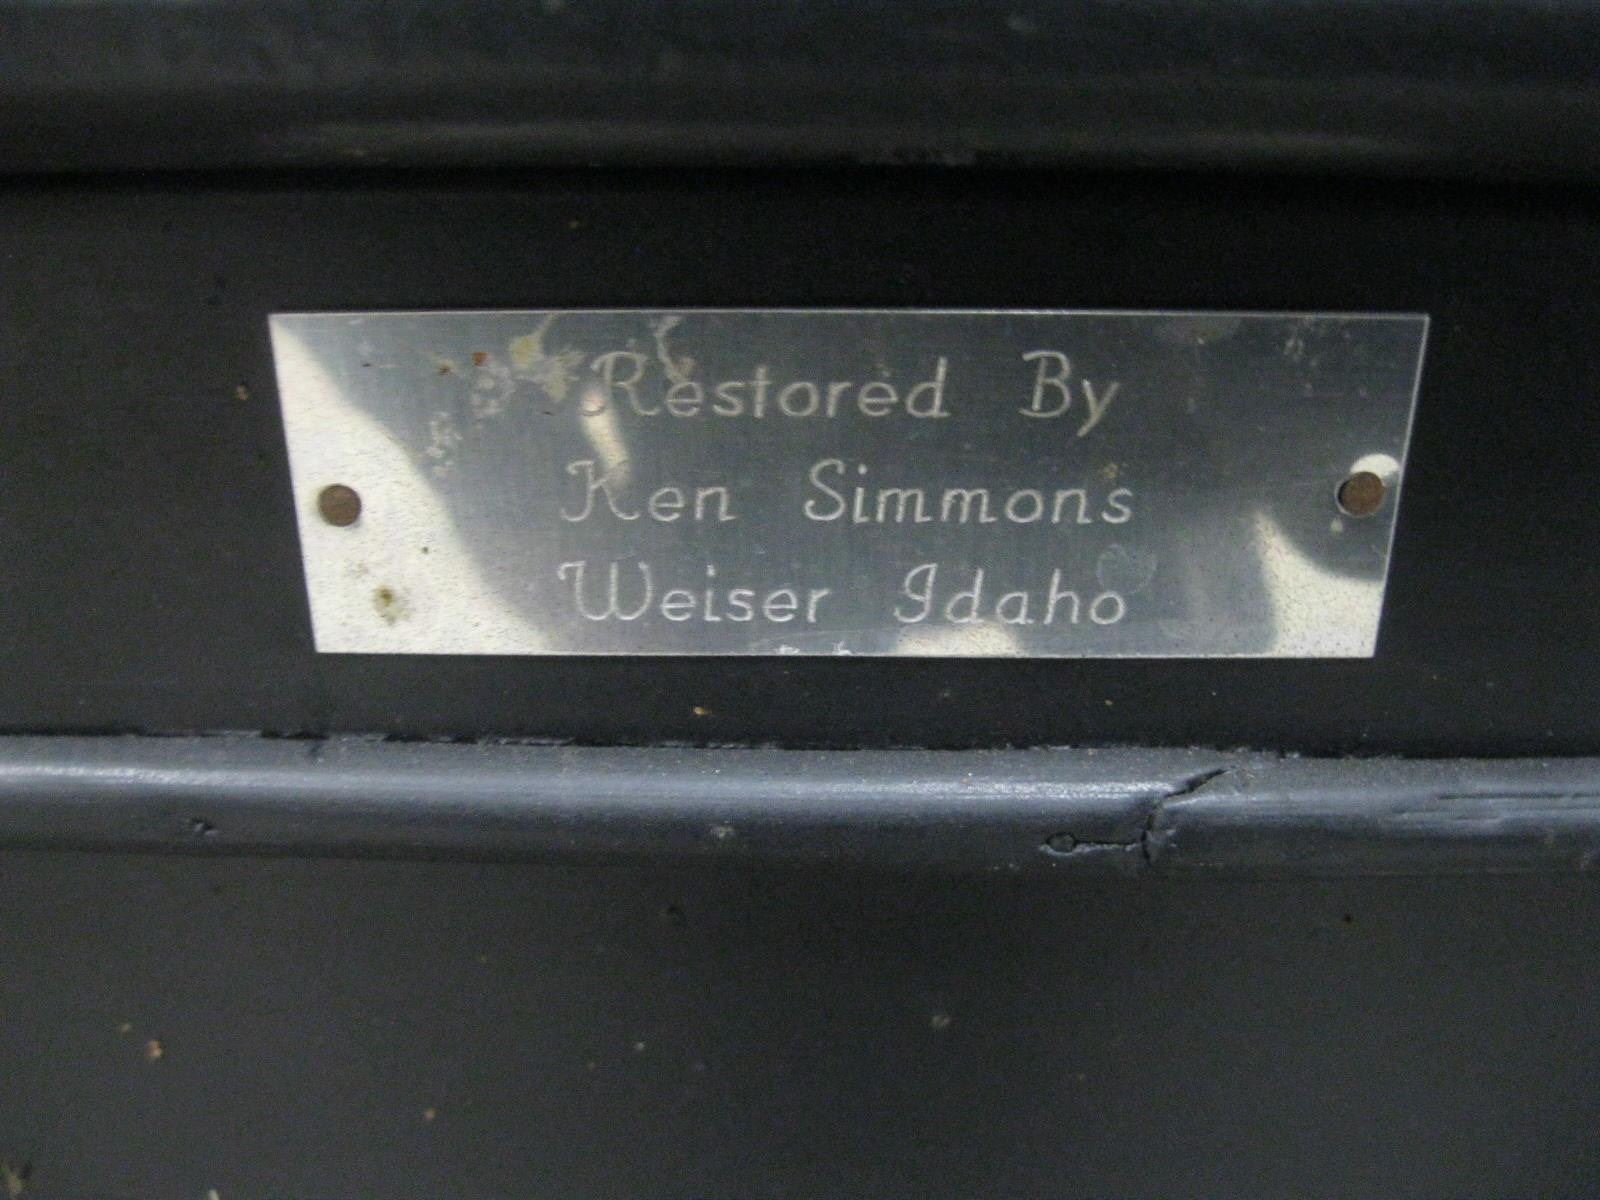 Restored By
Ken Simmons
Weiser Idaho